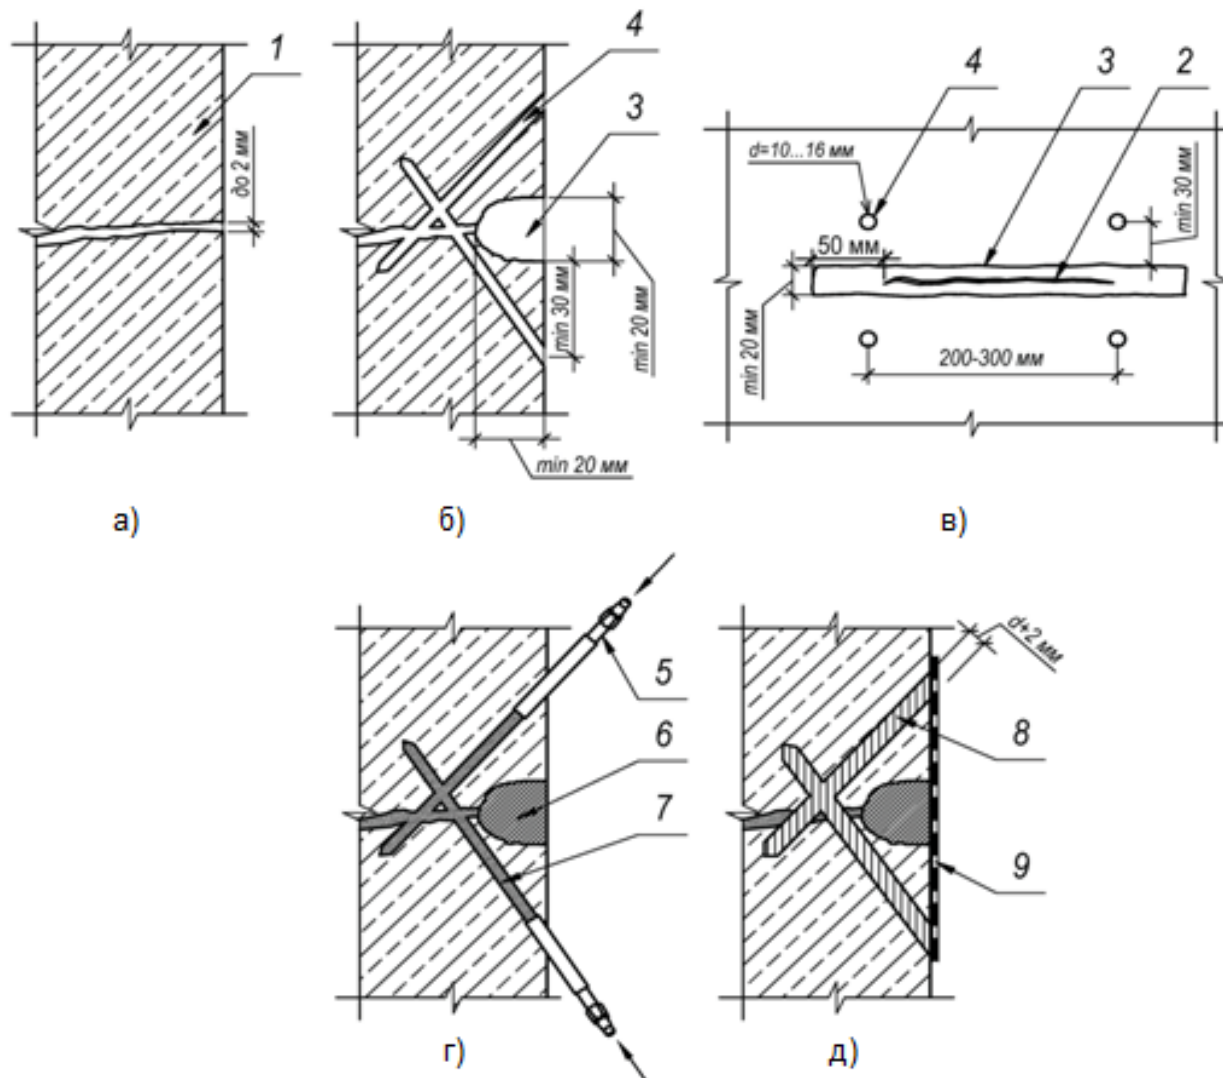 1
до 2 мм
а)
4
3
min 20 мм
min 30 мм
min 20 мм
б)
4
3
2
d=10...16 мм
min 30 мм
50 мм
min 20 мм
200-300 мм
в)
5
6
7
г)
d+2 мм
8
9
д)